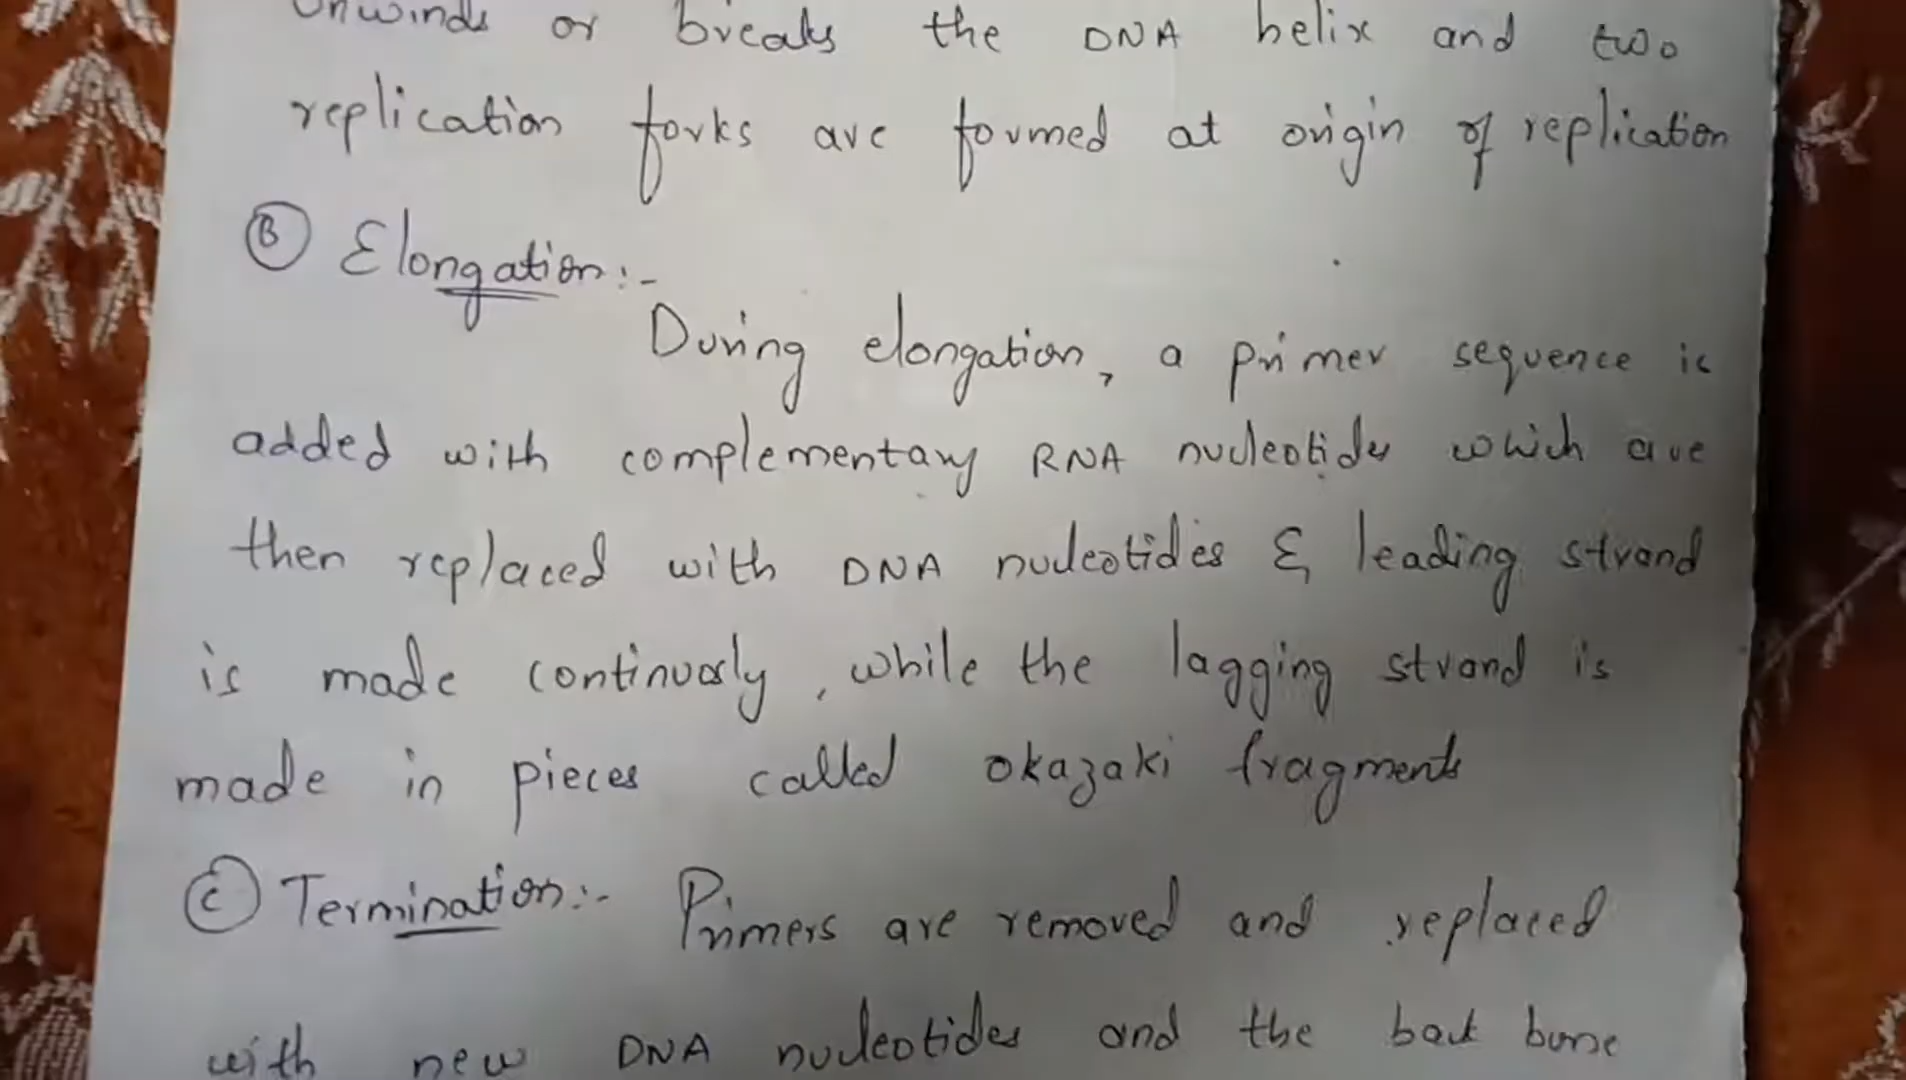 Unwinds or breaks the DNA helix and two
replication forks are formed at origin of replication
Ⓑ Elongation:-
During elongation, a primer sequence is
added with complementary RNA nucleotides which are
then replaced with DNA nucleotides & leading strand
is made continuosly, while the lagging strand is
made in pieces called okazaki fragments
Ⓒ Termination:- Primers are removed and replaced
with new DNA nucleotides and the back bone